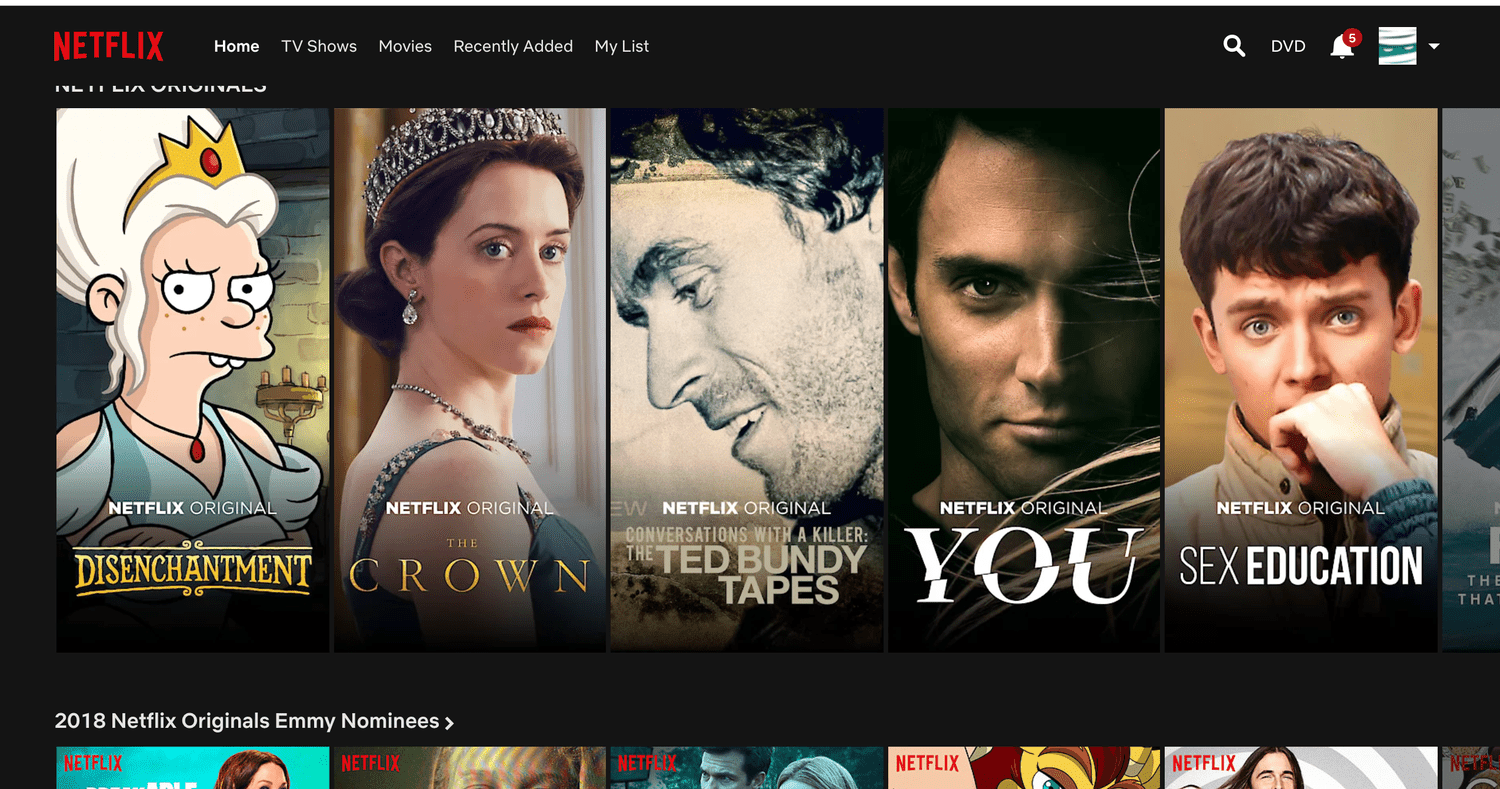 NETFLIX
Home
TV Shows
Movies
Recently Added
My List
DVD
5
NETFLIX ORIGINALS
NETFLIX ORIGINAL
DISENCHANTMENT
NETFLIX ORIGINAL
THE
CROWN
NETFLIX ORIGINAL
CONVERSATIONS WITH A KILLER:
THE TED BUNDY
TAPES
NETFLIX ORIGINAL
YOU
NETFLIX ORIGINAL
SEX EDUCATION
THE
THAT
2018 Netflix Originals Emmy Nominees
NETFLIX
NETFLIX
NETFLIX
NETFLIX
NETFLIX